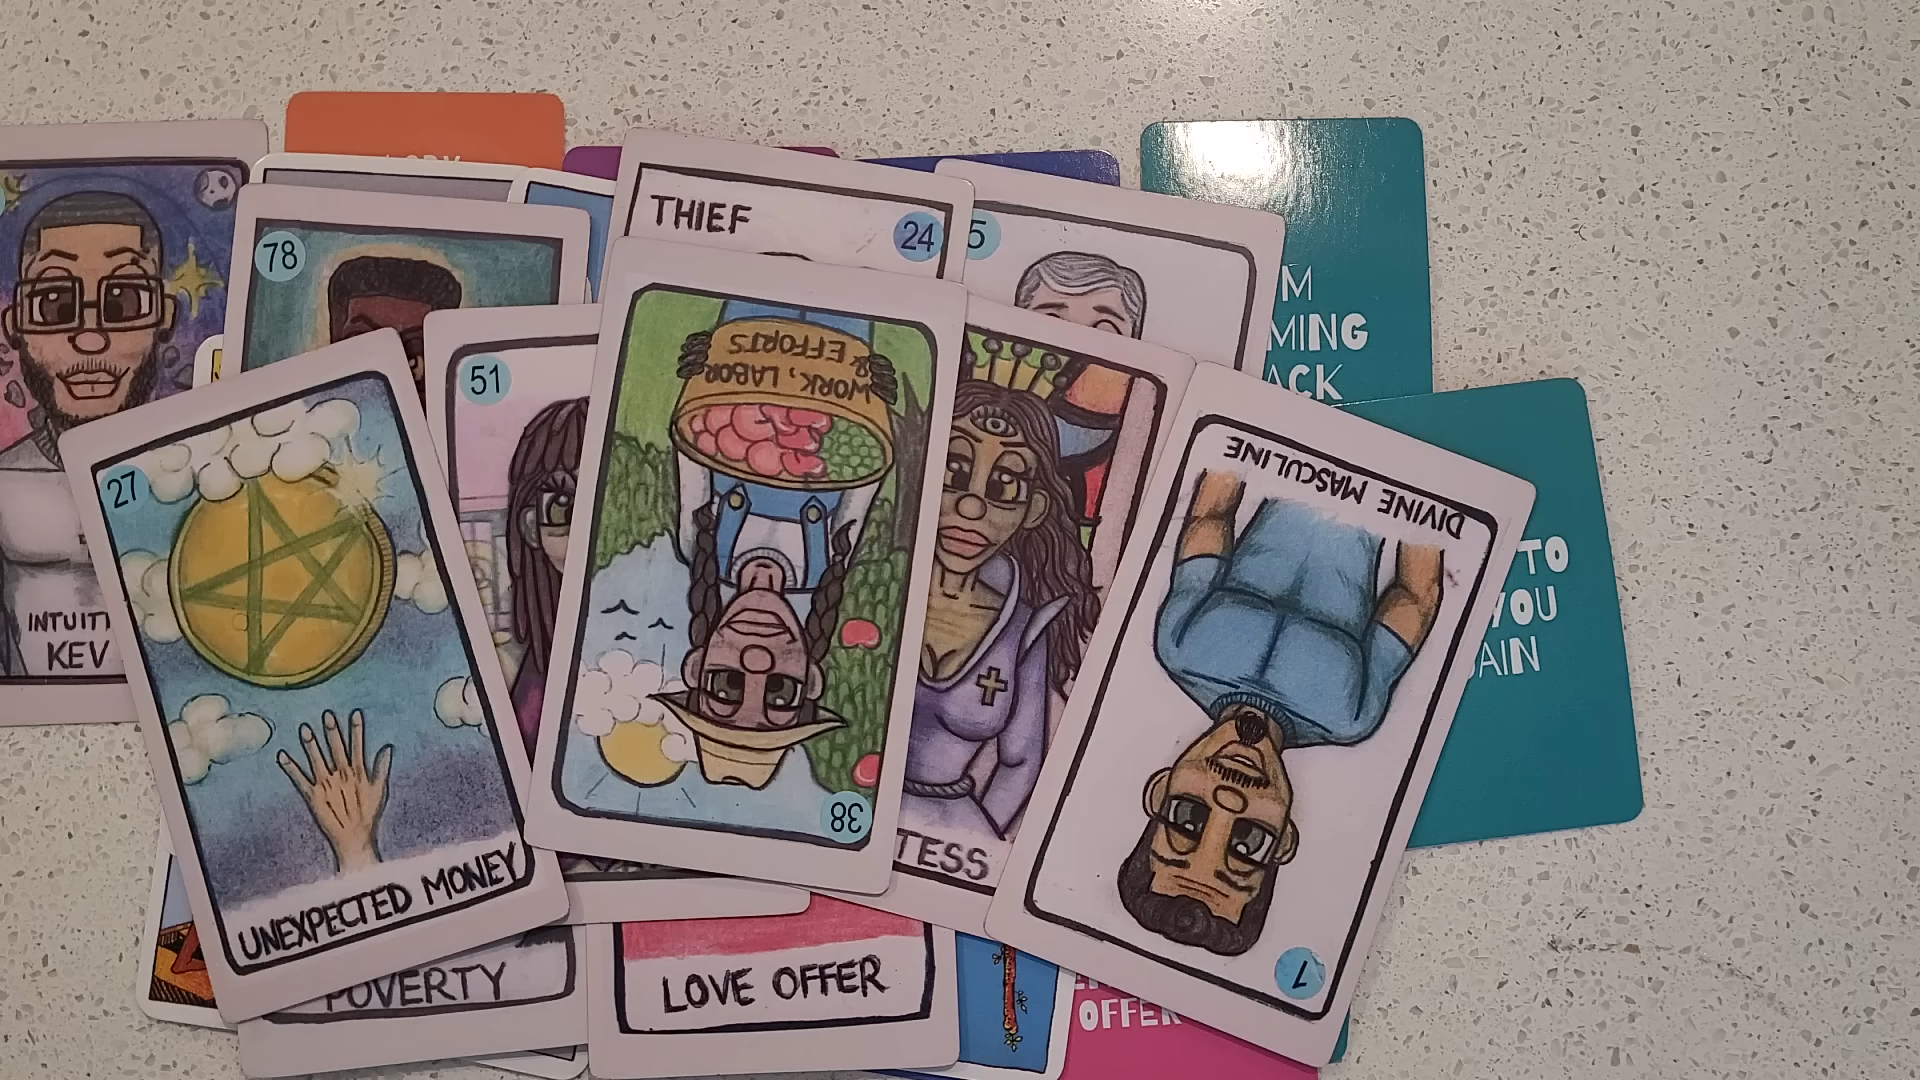 THIEF
24
5
78
51
WORK, LABOR
& EFFORTS
38
27
UNEXPECTED MONEY
INTUITI
KEV
POVERTY
LOVE OFFER
TESS
DIVINE MASCULINE
7
M
MING
ACK
TO
YOU
AIN
OFFER